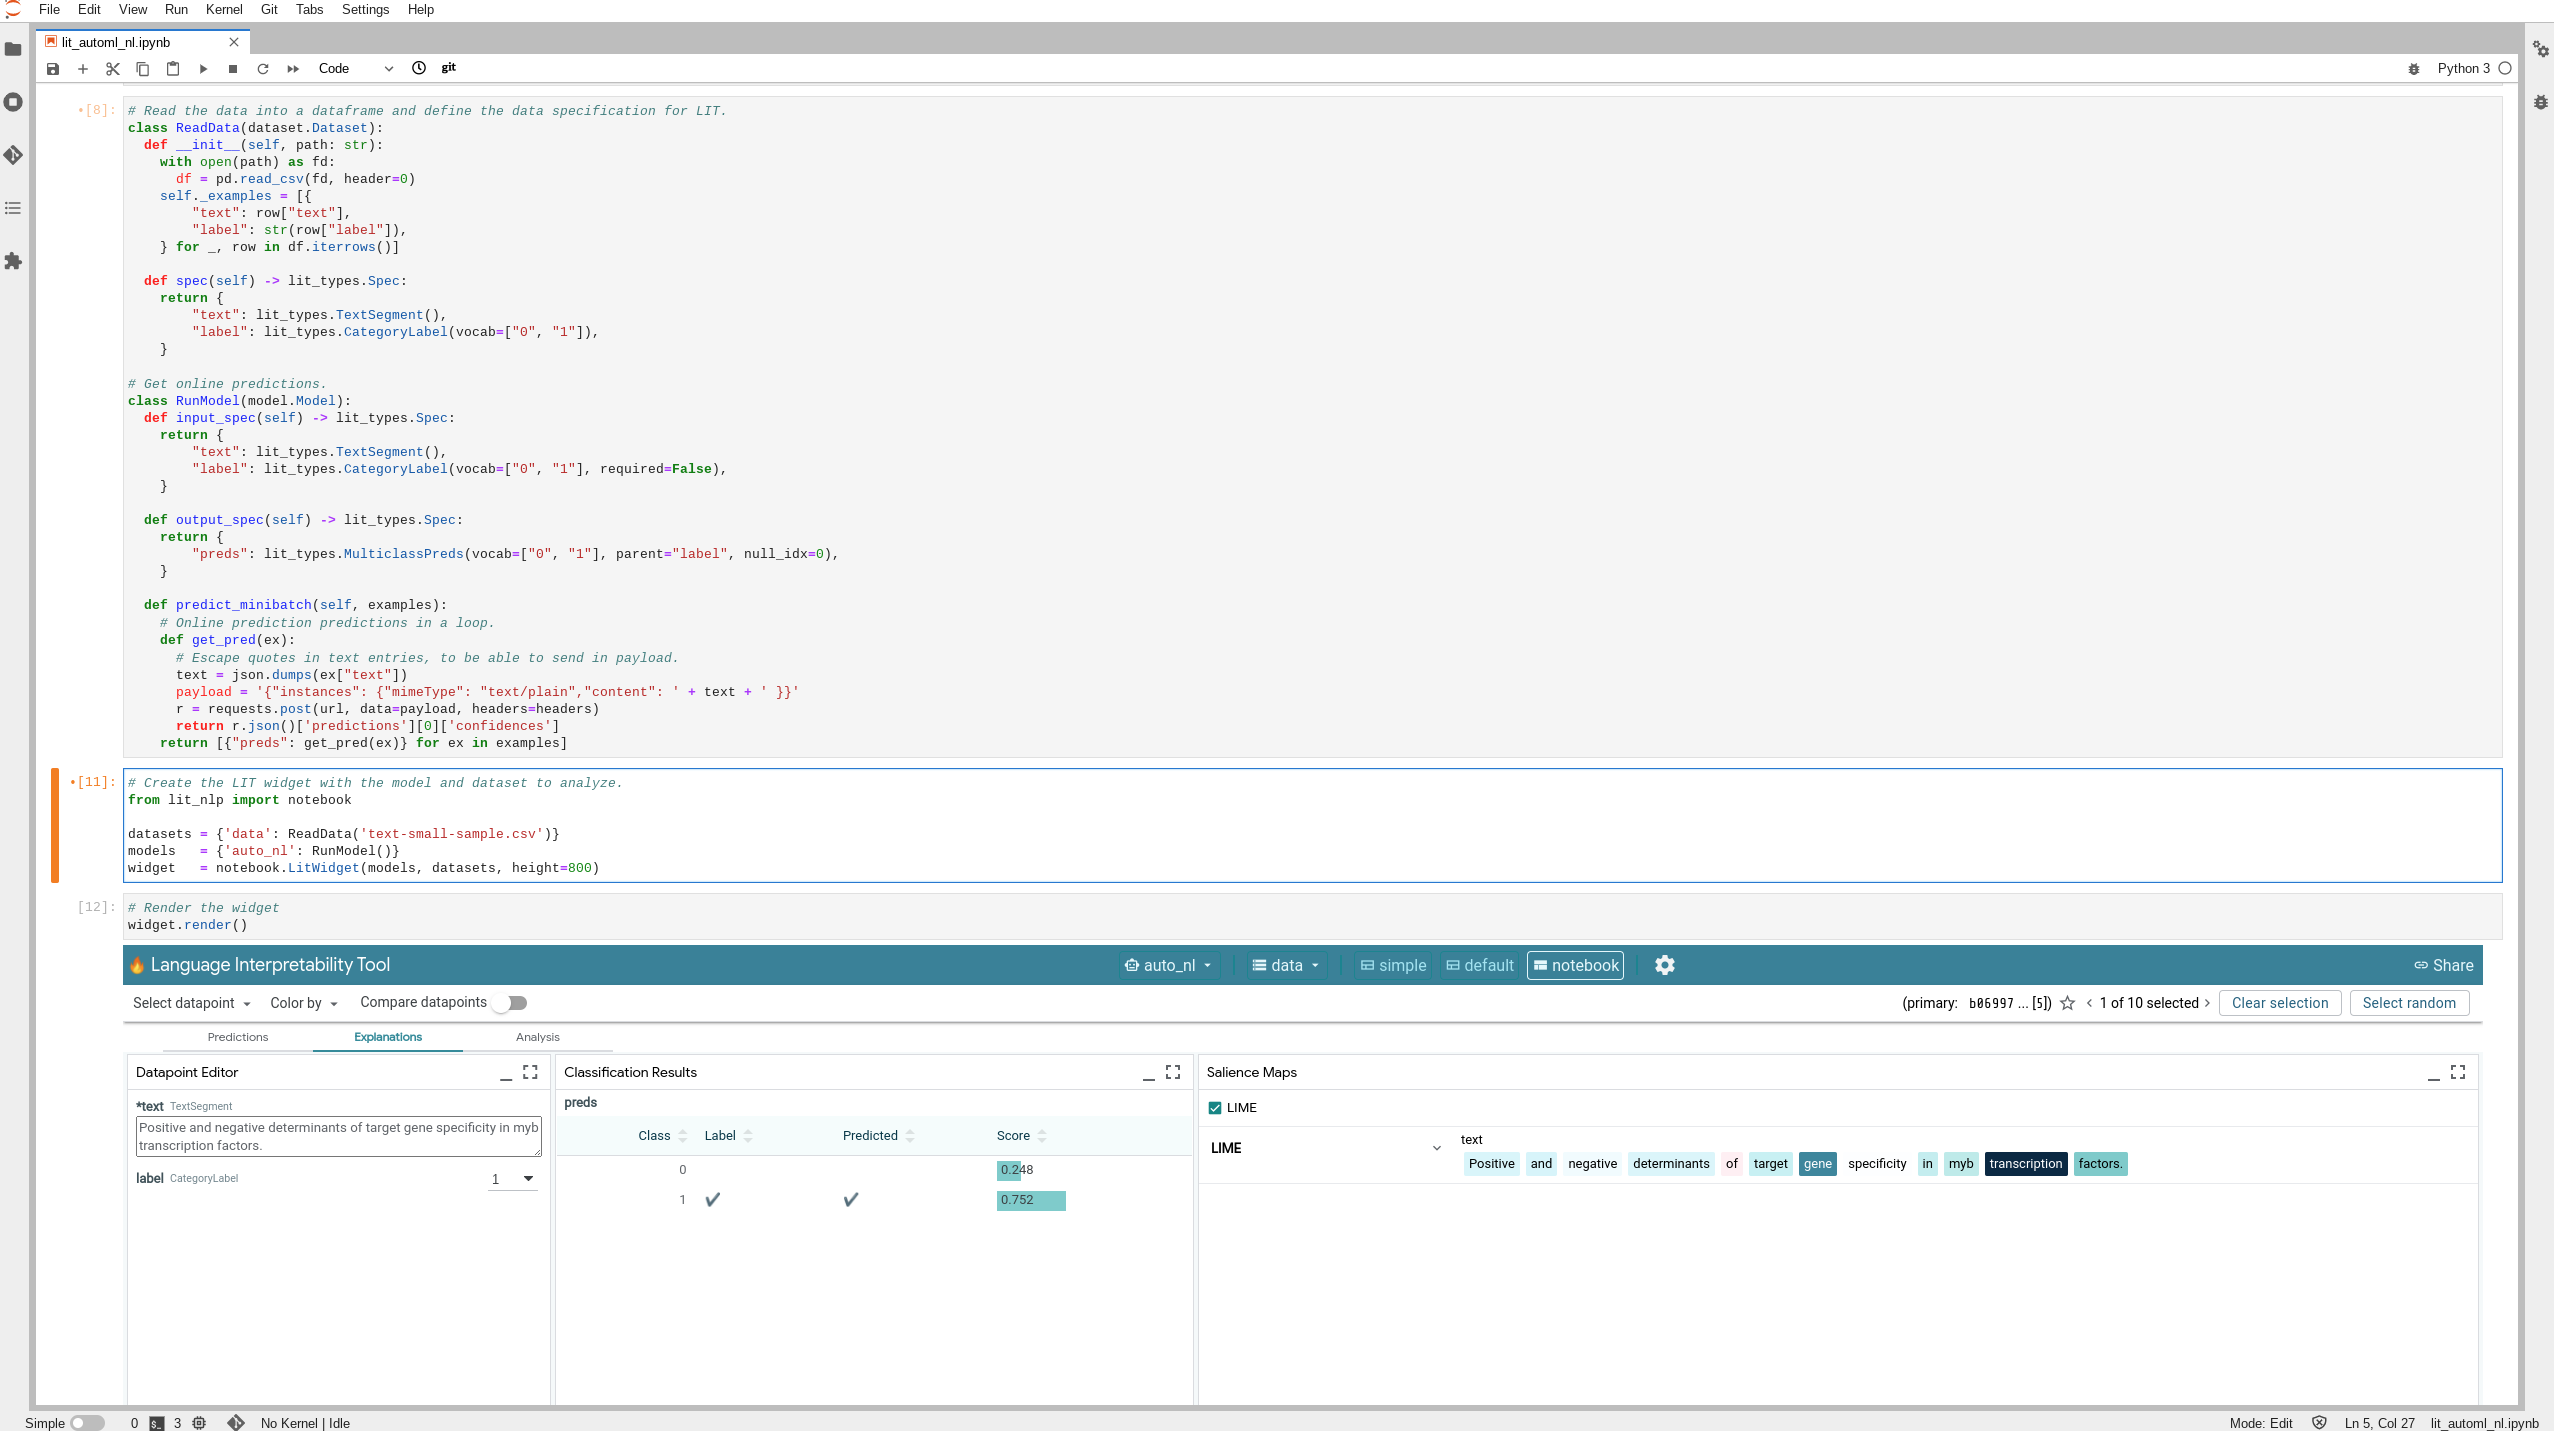 File Edit View Run Kernel Git Tabs Settings Help
lit_automl_nl.ipynb
Code git Python 3
[8]: # Read the data into a dataframe and define the data specification for LIT.
class ReadData(dataset.Dataset):
  def __init__(self, path: str):
    with open(path) as fd:
      df = pd.read_csv(fd, header=0)
    self._examples = [{
        "text": row["text"],
        "label": str(row["label"]),
    } for _, row in df.iterrows()]
  def spec(self) -> lit_types.Spec:
    return {
        "text": lit_types.TextSegment(),
        "label": lit_types.CategoryLabel(vocab=["0", "1"]),
    }
# Get online predictions.
class RunModel(model.Model):
  def input_spec(self) -> lit_types.Spec:
    return {
        "text": lit_types.TextSegment(),
        "label": lit_types.CategoryLabel(vocab=["0", "1"], required=False),
    }
  def output_spec(self) -> lit_types.Spec:
    return {
        "preds": lit_types.MulticlassPreds(vocab=["0", "1"], parent="label", null_idx=0),
    }
  def predict_minibatch(self, examples):
    # Online prediction predictions in a loop.
    def get_pred(ex):
      # Escape quotes in text entries, to be able to send in payload.
      text = json.dumps(ex["text"])
      payload = '{"instances": {"mimeType": "text/plain","content": ' + text + ' }}'
      r = requests.post(url, data=payload, headers=headers)
      return r.json()['predictions'][0]['confidences']
    return [{"preds": get_pred(ex)} for ex in examples]
[11]: # Create the LIT widget with the model and dataset to analyze.
from lit_nlp import notebook
datasets = {'data': ReadData('text-small-sample.csv')}
models   = {'auto_nl': RunModel()}
widget   = notebook.LitWidget(models, datasets, height=800)
[12]: # Render the widget
widget.render()
Language Interpretability Tool auto_nl data simple default notebook Share
Select datapoint Color by Compare datapoints (primary: b06997 ... [5]) 1 of 10 selected Clear selection Select random
Predictions Explanations Analysis
Datapoint Editor Classification Results Salience Maps
*text TextSegment
Positive and negative determinants of target gene specificity in myb
transcription factors.
label CategoryLabel 1
preds
Class Label Predicted Score
0 0.248
1 ✔ ✔ 0.752
LIME
LIME text
Positive and negative determinants of target gene specificity in myb transcription factors.
Simple 0 $_ 3 No Kernel | Idle Mode: Edit Ln 5, Col 27 lit_automl_nl.ipynb